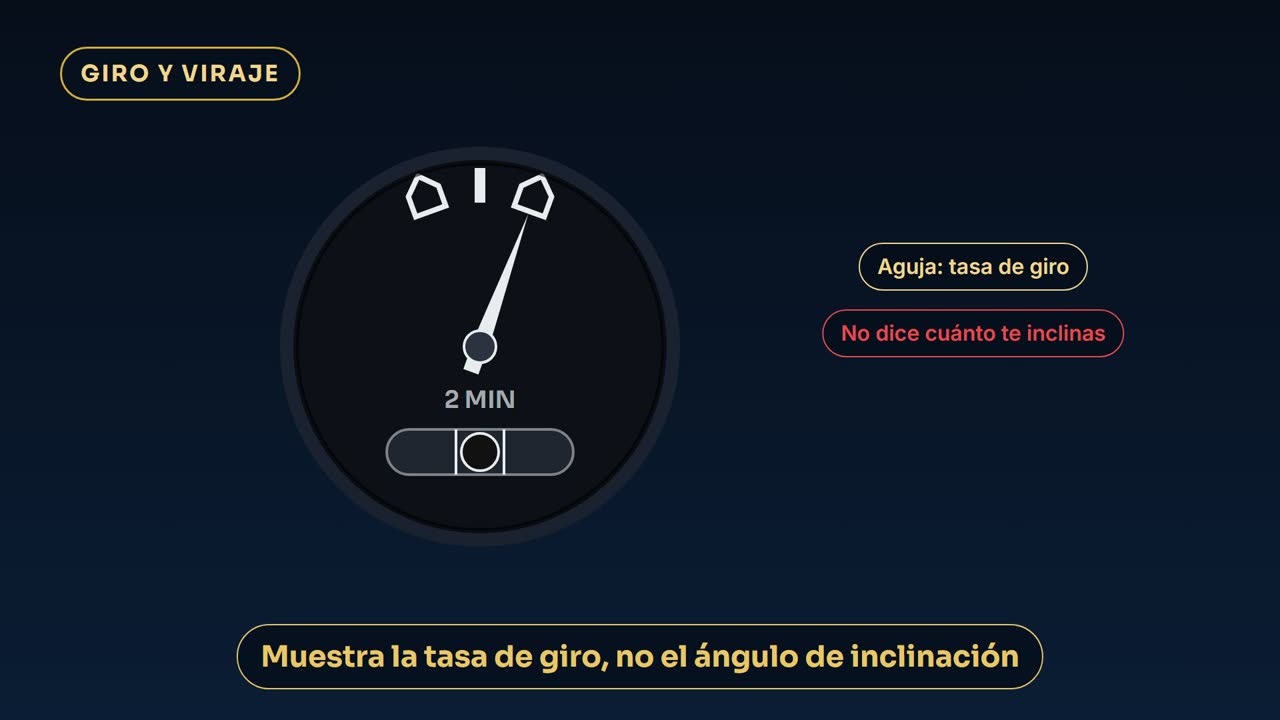 GIRO Y VIRAJE
Aguja: tasa de giro
No dice cuánto te inclinas
2 MIN
Muestra la tasa de giro, no el ángulo de inclinación